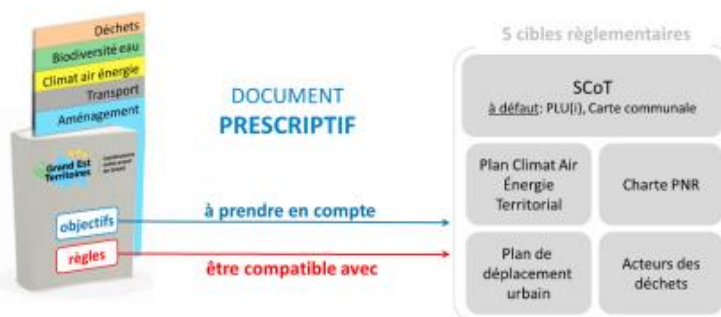 Déchets
Biodiversité eau
Climat air énergie
Transport
Aménagement
Grand Est
Territoires
objectifs
règles
DOCUMENT
PRESCRIPTIF
à prendre en compte
être compatible avec
5 cibles règlementaires
SCoT
à défaut: PLU(i), Carte communale
Plan Climat Air
Énergie
Territorial
Charte PNR
Plan de
déplacement
urbain
Acteurs des
déchets